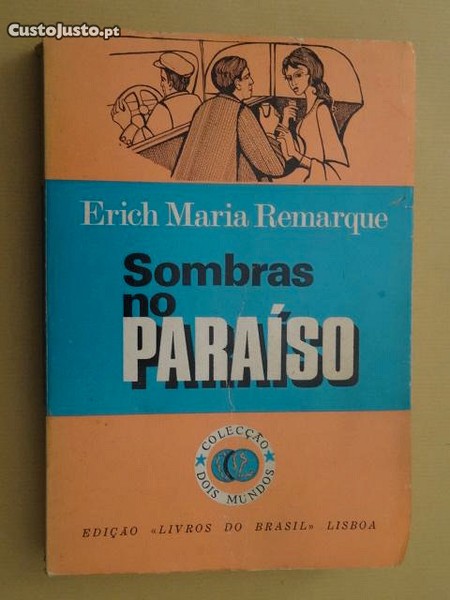 CustoJusto.pt
Erich Maria Remarque
Sombras
no
PARAÍSO
COLECÇÃO
DOIS MUNDOS
EDIÇÃO «LIVROS DO BRASIL» LISBOA